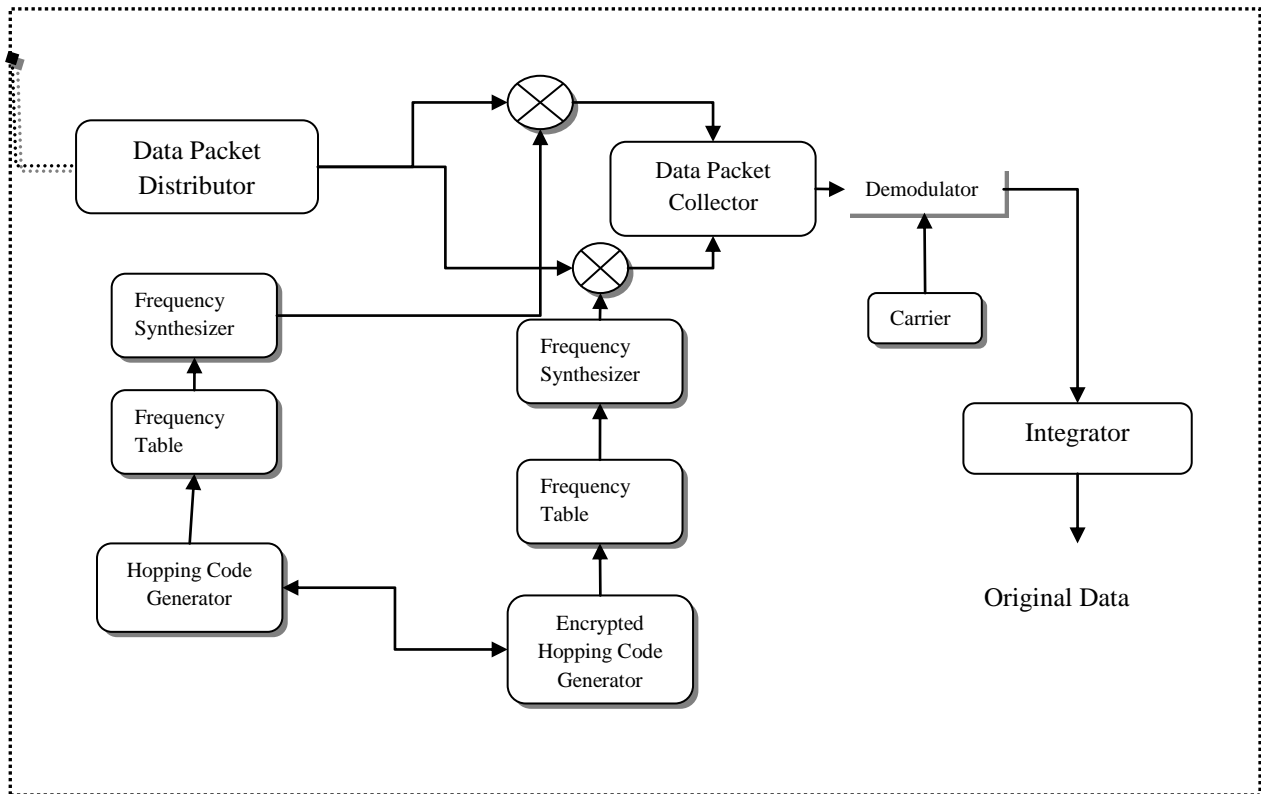 Data Packet
Distributor
Data Packet
Collector
Demodulator
Carrier
Frequency
Synthesizer
Frequency
Synthesizer
Frequency
Table
Integrator
Frequency
Table
Hopping Code
Generator
Encrypted
Hopping Code
Generator
Original Data